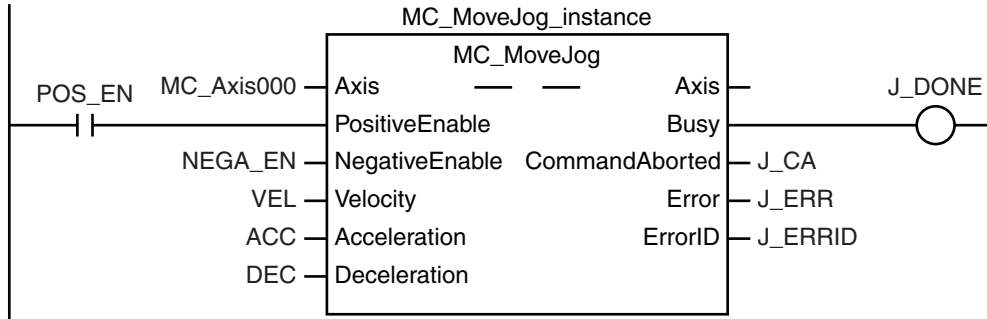 MC_MoveJog_instance
MC_MoveJog
MC_Axis000 Axis Axis
POS_EN J_DONE
PositiveEnable Busy
NEGA_EN NegativeEnable CommandAborted J_CA
VEL Velocity Error J_ERR
ACC Acceleration ErrorID J_ERRID
DEC Deceleration